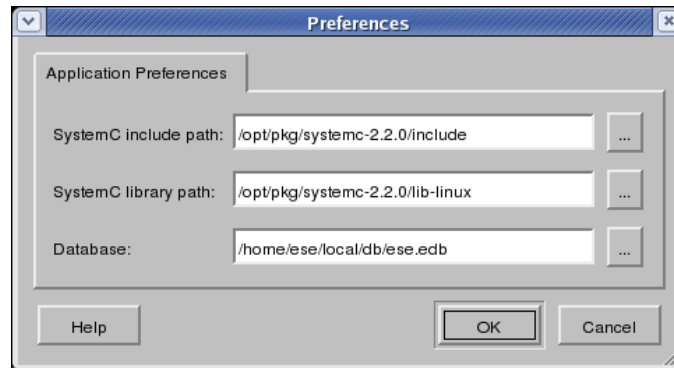 Preferences
Application Preferences
SystemC include path: /opt/pkg/systemc-2.2.0/include ...
SystemC library path: /opt/pkg/systemc-2.2.0/lib-linux ...
Database: /home/ese/local/db/ese.edb ...
Help OK Cancel